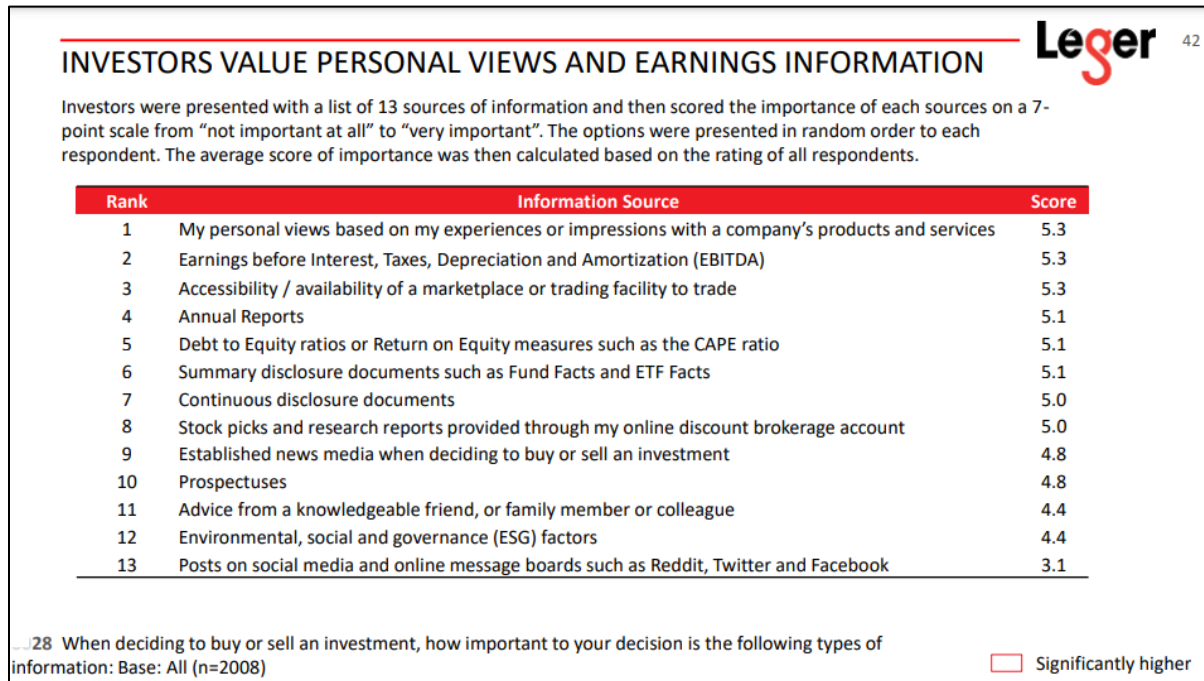 Leger
42
INVESTORS VALUE PERSONAL VIEWS AND EARNINGS INFORMATION
Investors were presented with a list of 13 sources of information and then scored the importance of each sources on a 7-
point scale from “not important at all” to “very important”. The options were presented in random order to each
respondent. The average score of importance was then calculated based on the rating of all respondents.
Rank Information Source Score
1 My personal views based on my experiences or impressions with a company’s products and services 5.3
2 Earnings before Interest, Taxes, Depreciation and Amortization (EBITDA) 5.3
3 Accessibility / availability of a marketplace or trading facility to trade 5.3
4 Annual Reports 5.1
5 Debt to Equity ratios or Return on Equity measures such as the CAPE ratio 5.1
6 Summary disclosure documents such as Fund Facts and ETF Facts 5.1
7 Continuous disclosure documents 5.0
8 Stock picks and research reports provided through my online discount brokerage account 5.0
9 Established news media when deciding to buy or sell an investment 4.8
10 Prospectuses 4.8
11 Advice from a knowledgeable friend, or family member or colleague 4.4
12 Environmental, social and governance (ESG) factors 4.4
13 Posts on social media and online message boards such as Reddit, Twitter and Facebook 3.1
28 When deciding to buy or sell an investment, how important to your decision is the following types of
information: Base: All (n=2008)
Significantly higher